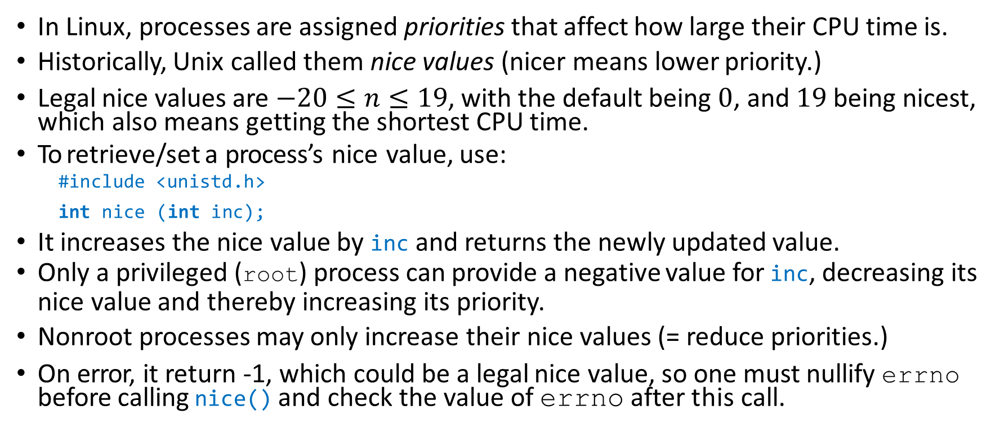 • In Linux, processes are assigned priorities that affect how large their CPU time is.
• Historically, Unix called them nice values (nicer means lower priority.)
• Legal nice values are −20 ≤ n ≤ 19, with the default being 0, and 19 being nicest,
which also means getting the shortest CPU time.
• To retrieve/set a process’s nice value, use:
#include <unistd.h>
int nice (int inc);
• It increases the nice value by inc and returns the newly updated value.
• Only a privileged (root) process can provide a negative value for inc, decreasing its
nice value and thereby increasing its priority.
• Nonroot processes may only increase their nice values (= reduce priorities.)
• On error, it return -1, which could be a legal nice value, so one must nullify errno
before calling nice() and check the value of errno after this call.